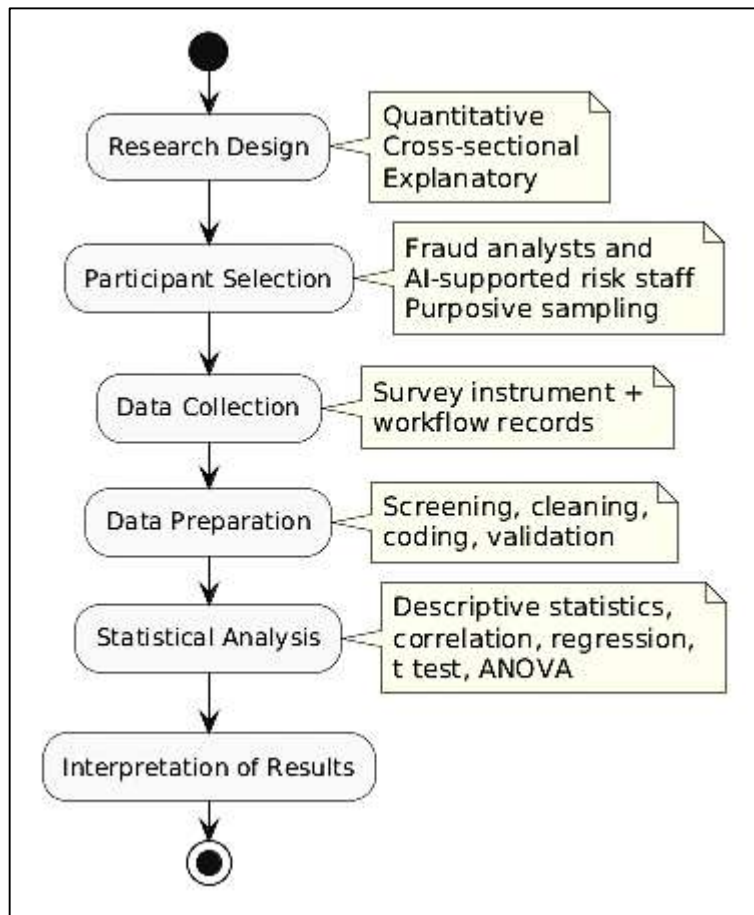 Research Design
Quantitative
Cross-sectional
Explanatory
Participant Selection
Fraud analysts and
AI-supported risk staff
Purposive sampling
Data Collection
Survey instrument +
workflow records
Data Preparation
Screening, cleaning,
coding, validation
Statistical Analysis
Descriptive statistics,
correlation, regression,
t test, ANOVA
Interpretation of Results